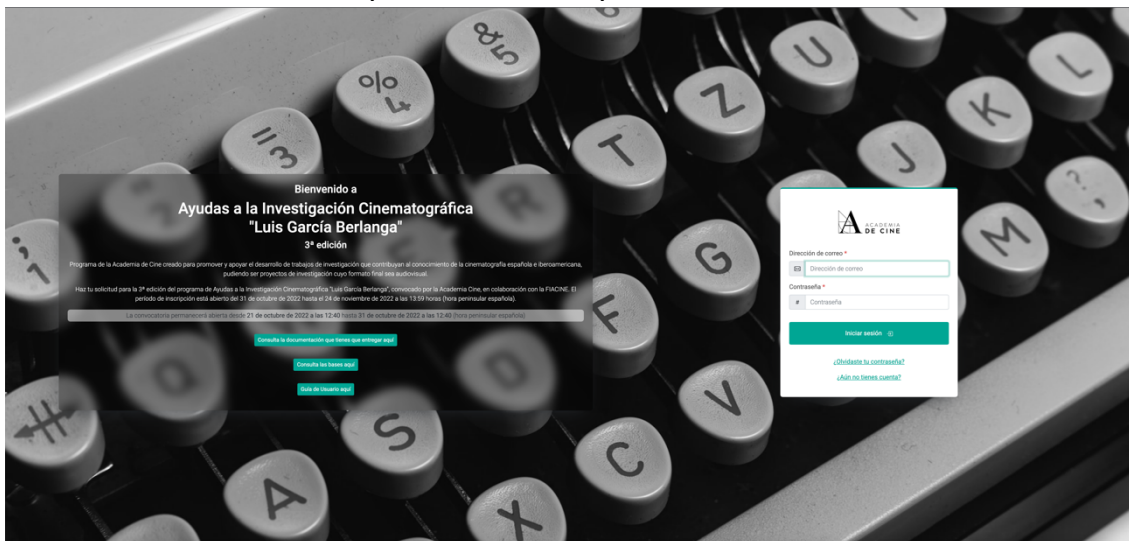 Bienvenido a
Ayudas a la Investigación Cinematográfica
"Luis García Berlanga"
3ª edición
Programa de la Academia de Cine creado para promover y apoyar el desarrollo de trabajos de investigación que contribuyan al conocimiento de la cinematografía española e iberoamericana,
pudiendo ser proyectos de investigación cuyo formato final sea audiovisual.
Haz tu solicitud para la 3ª edición del programa de Ayudas a la Investigación Cinematográfica "Luis García Berlanga", convocado por la Academia Cine, en colaboración con la FIACINE. El
período de inscripción está abierto del 31 de octubre de 2022 hasta el 24 de noviembre de 2022 a las 13:59 horas (hora peninsular española).
La convocatoria permanecerá abierta desde 21 de octubre de 2022 a las 12:40 hasta 31 de octubre de 2022 a las 12:40 (hora peninsular española)
Consulta la documentación que tienes que entregar aquí
Consulta las bases aquí
Guía de Usuario aquí
ACADEMIA
DE CINE
Dirección de correo *
Dirección de correo
Contraseña *
# Contraseña
Iniciar sesión
¿Olvidaste tu contraseña?
¿Aún no tienes cuenta?
& 5
% 4
= 3
; 1
T Z U
J K L
R
G
M
? ,
F
D
S
A
X C V